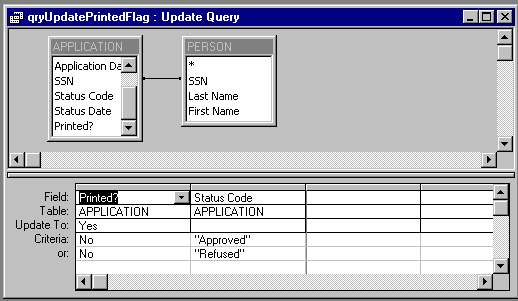 qryUpdatePrintedFlag : Update Query
APPLICATION
Application Da
SSN
Status Code
Status Date
Printed?
PERSON
*
SSN
Last Name
First Name
Field: Printed? Status Code
Table: APPLICATION APPLICATION
Update To: Yes
Criteria: No "Approved"
or: No "Refused"